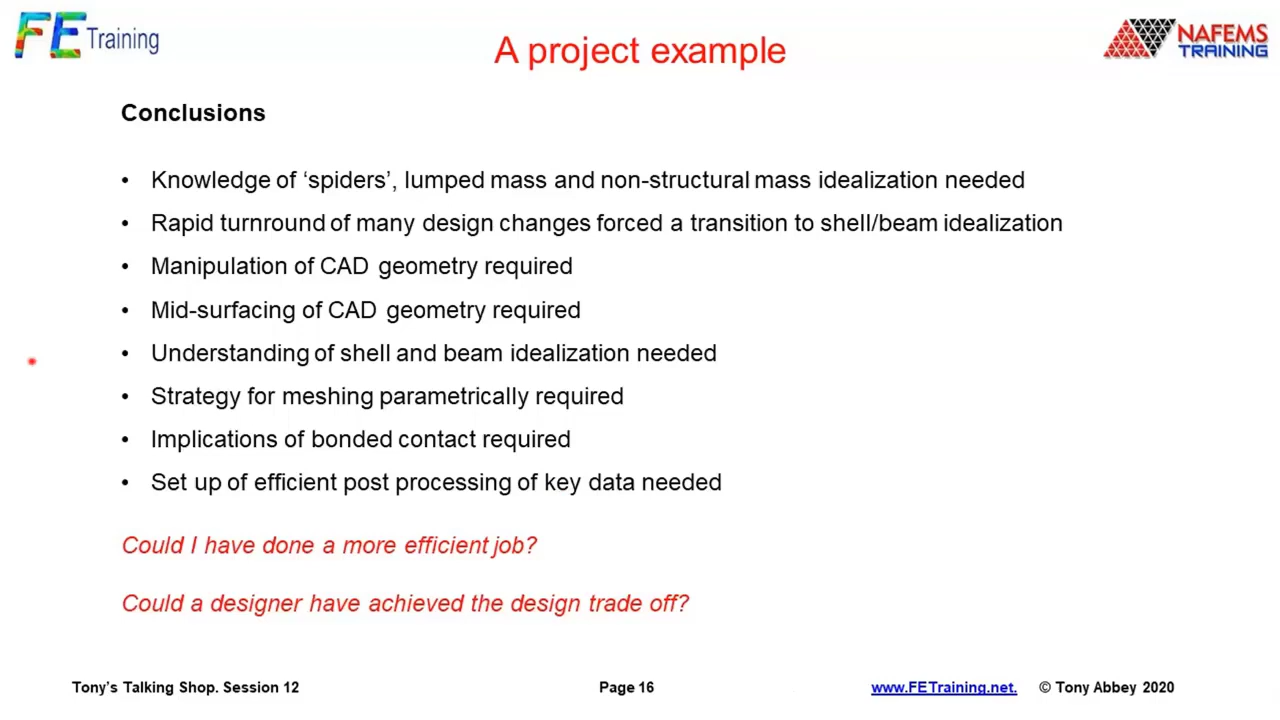 FE Training
A project example
NAFEMS
TRAINING
Conclusions
• Knowledge of ‘spiders’, lumped mass and non-structural mass idealization needed
• Rapid turnround of many design changes forced a transition to shell/beam idealization
• Manipulation of CAD geometry required
• Mid-surfacing of CAD geometry required
• Understanding of shell and beam idealization needed
• Strategy for meshing parametrically required
• Implications of bonded contact required
• Set up of efficient post processing of key data needed
Could I have done a more efficient job?
Could a designer have achieved the design trade off?
Tony’s Talking Shop. Session 12 Page 16 www.FETraining.net. © Tony Abbey 2020